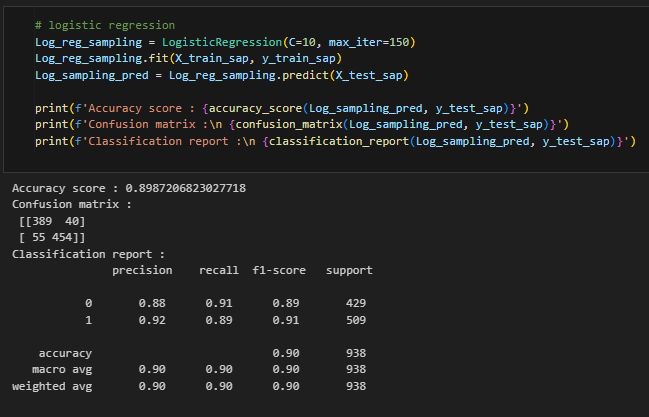 # logistic regression
Log_reg_sampling = LogisticRegression(C=10, max_iter=150)
Log_reg_sampling.fit(X_train_sap, y_train_sap)
Log_sampling_pred = Log_reg_sampling.predict(X_test_sap)
print(f'Accuracy score : {accuracy_score(Log_sampling_pred, y_test_sap)}')
print(f'Confusion matrix :\n {confusion_matrix(Log_sampling_pred, y_test_sap)}')
print(f'Classification report :\n {classification_report(Log_sampling_pred, y_test_sap)}')
Accuracy score : 0.8987206823027718
Confusion matrix :
[[389 40]
[ 55 454]]
Classification report :
precision recall f1-score support
0 0.88 0.91 0.89 429
1 0.92 0.89 0.91 509
accuracy 0.90 938
macro avg 0.90 0.90 0.90 938
weighted avg 0.90 0.90 0.90 938